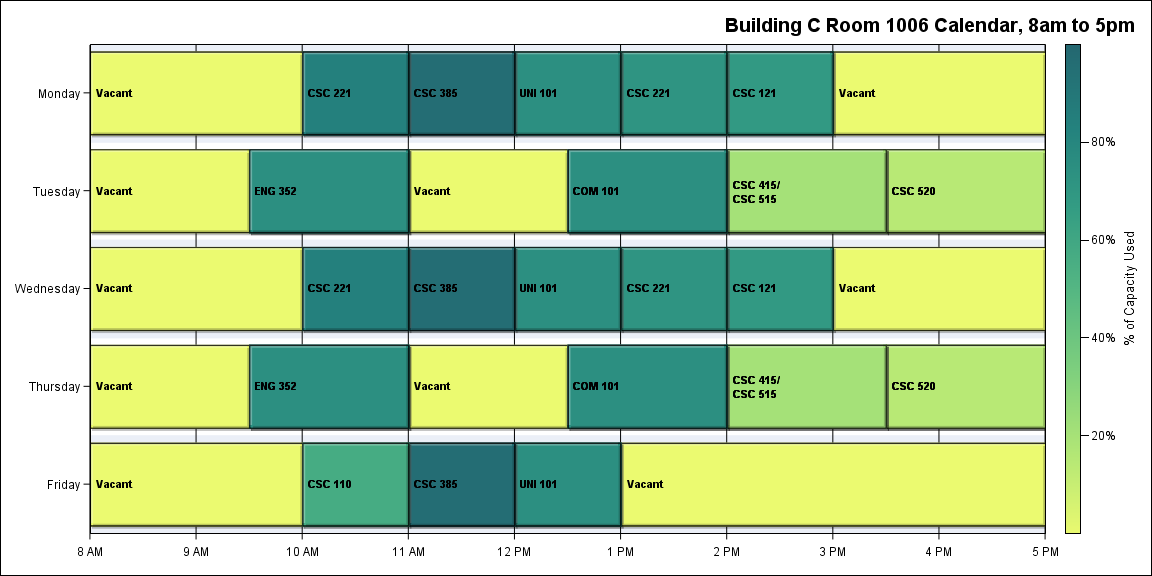 Building C Room 1006 Calendar, 8am to 5pm
Monday
Vacant
CSC 221
CSC 385
UNI 101
CSC 221
CSC 121
Vacant
Tuesday
Vacant
ENG 352
Vacant
COM 101
CSC 415/
CSC 515
CSC 520
Wednesday
Vacant
CSC 221
CSC 385
UNI 101
CSC 221
CSC 121
Vacant
Thursday
Vacant
ENG 352
Vacant
COM 101
CSC 415/
CSC 515
CSC 520
Friday
Vacant
CSC 110
CSC 385
UNI 101
Vacant
8 AM
9 AM
10 AM
11 AM
12 PM
1 PM
2 PM
3 PM
4 PM
5 PM
80%
60%
40%
20%
% of Capacity Used